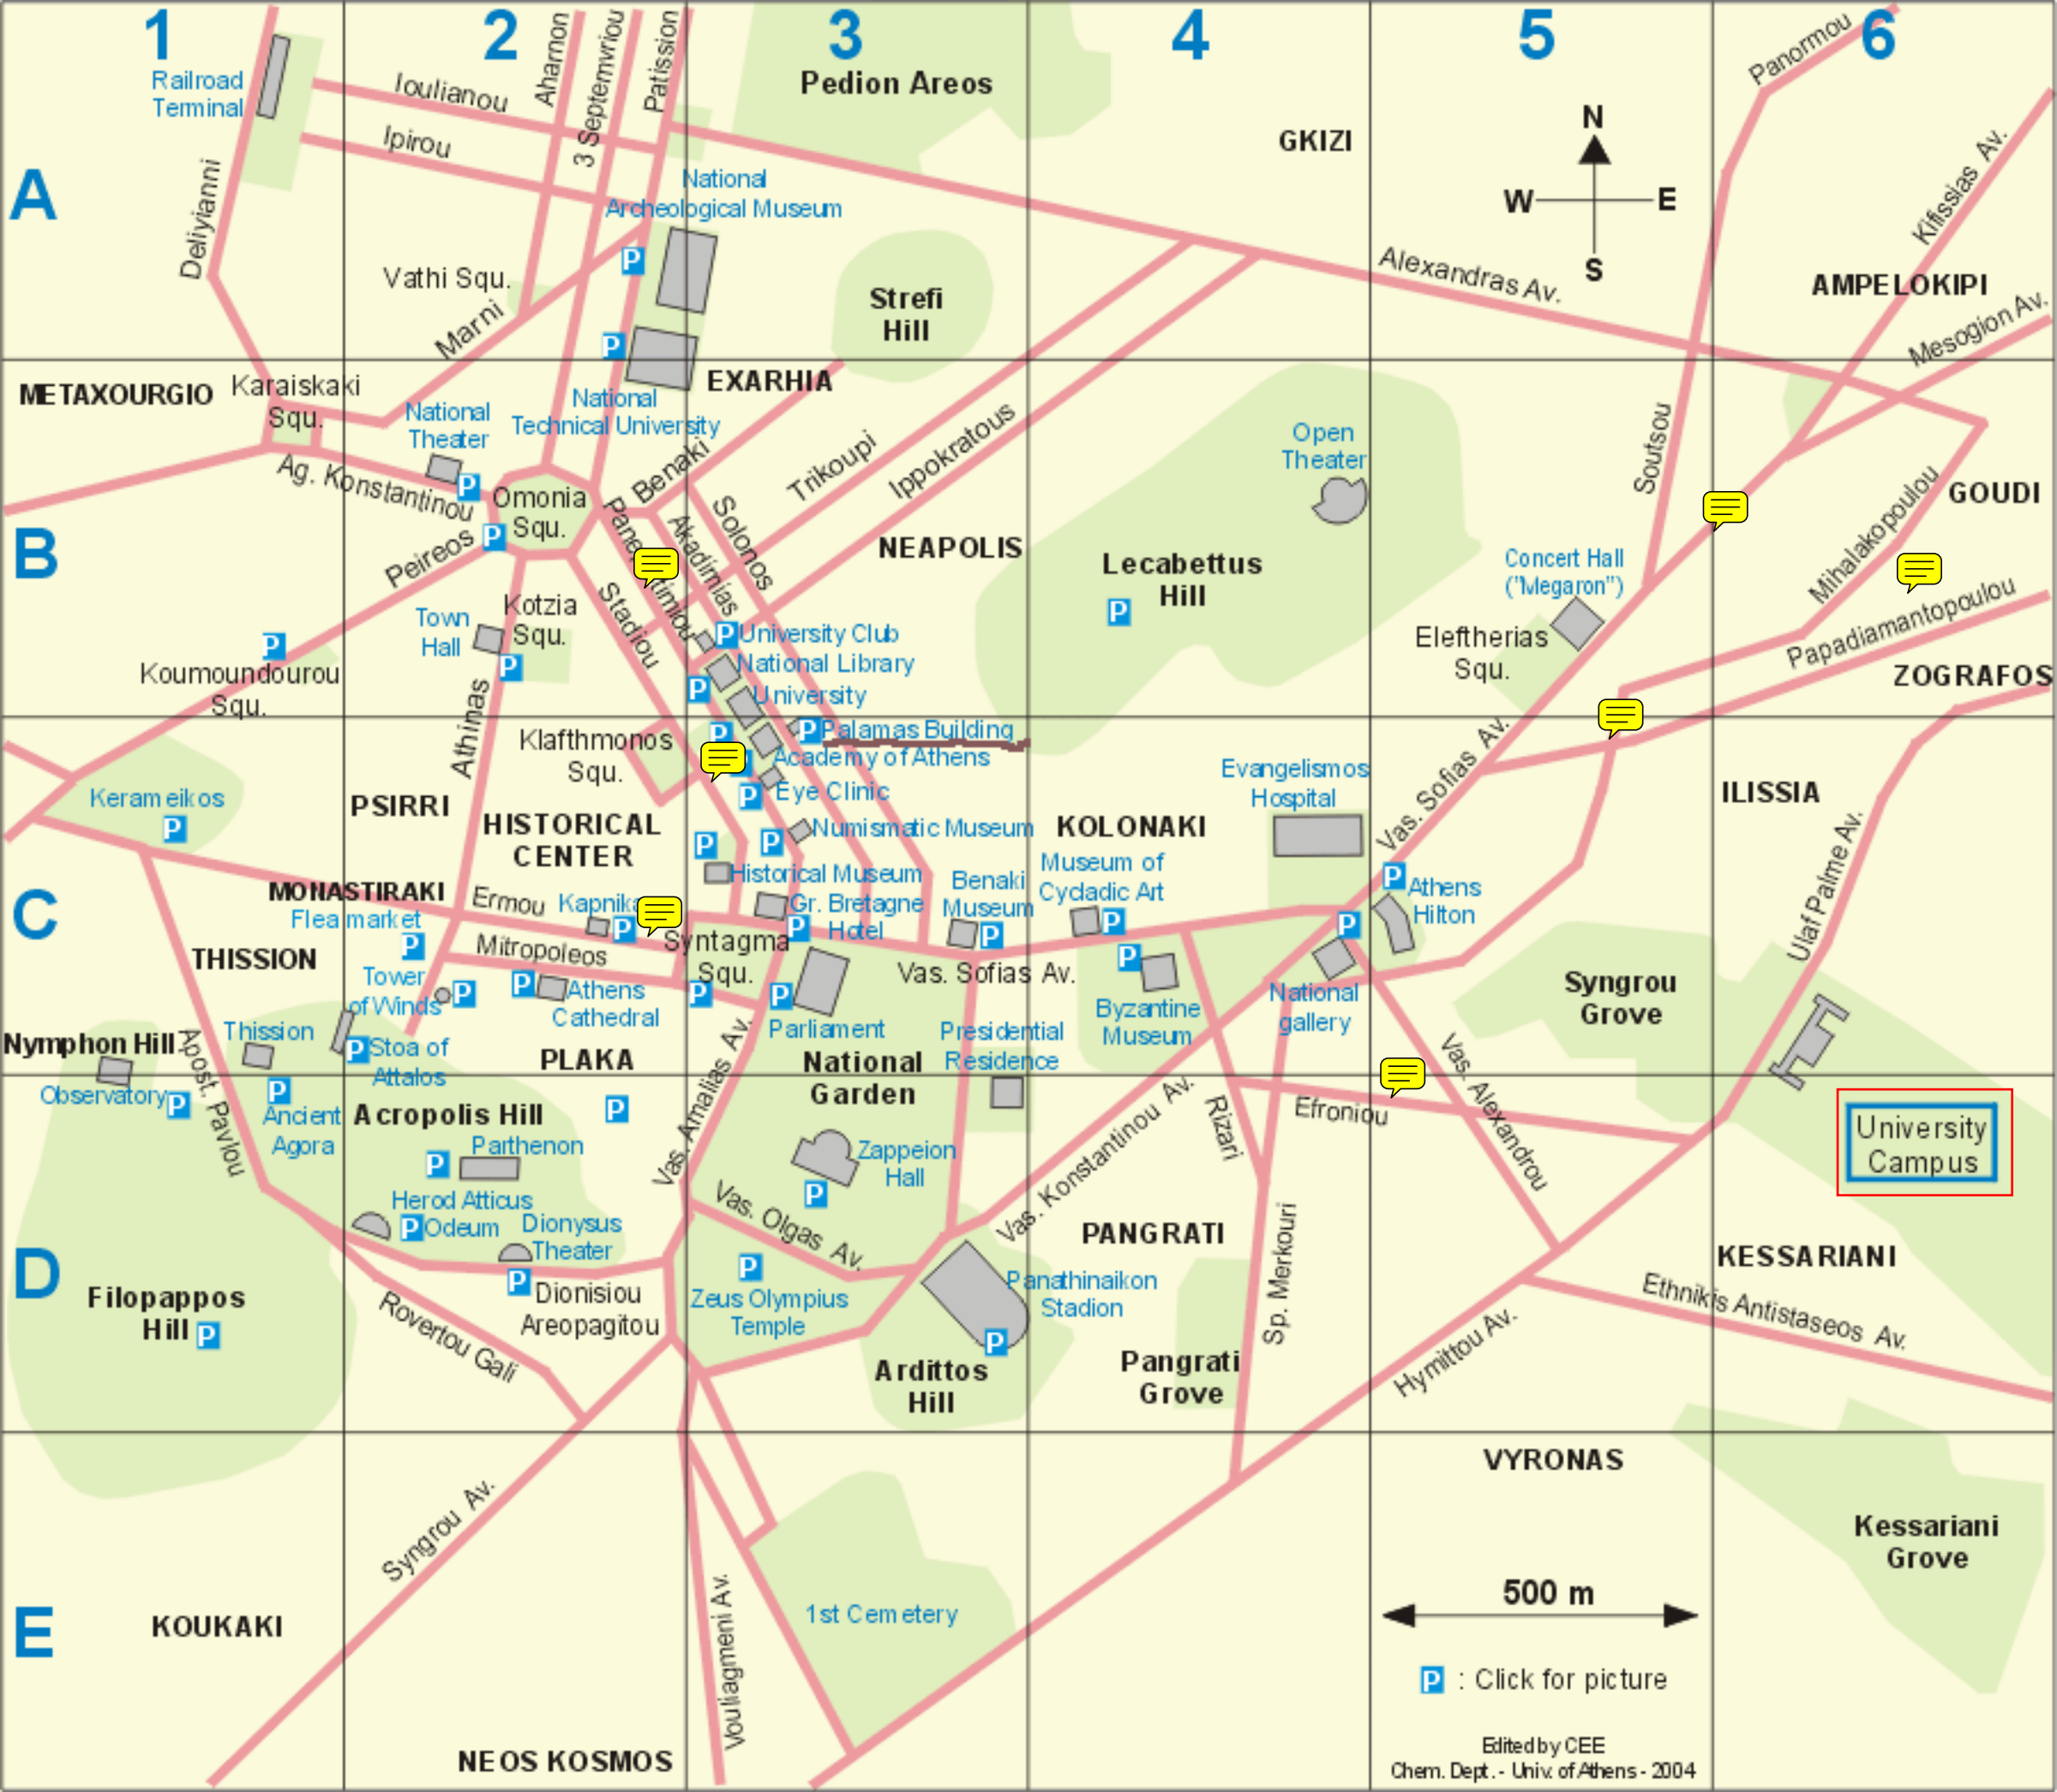 1
2
3
4
5
6
A
B
C
D
E
N
W
E
S
Railroad
Terminal
Deliyianni
Ioulianou
Ipirou
Aharnon
3 Septemvriou
Patission
Pedion Areos
GKIZI
Panormou
Kifissias Av.
AMPELOKIPI
Mesogion Av.
Alexandras Av.
National
Archeological Museum
Vathi Squ.
Marni
Strefi
Hill
METAXOURGIO
Karaiskaki
Squ.
National
Theater
National
Technical University
EXARHIA
Ag. Konstantinou
Omonia
Squ.
Peireos
Benaki
Trikoupi
Ippokratous
Solonos
Akadimias
Stadiou
NEAPOLIS
Open
Theater
Lecabettus
Hill
P
Soutsou
GOUDI
Mihalakopoulou
Papadiamantopoulou
ZOGRAFOS
Concert Hall
("Megaron")
Eleftherias
Squ.
Town
Hall
Kotzia
Squ.
Koumoundourou
Squ.
University Club
National Library
University
Athinas
Klafthmonos
Squ.
Palamas Building
Academy of Athens
Eye Clinic
Numismatic Museum
Historical Museum
Gr. Bretagne
Hotel
Kerameikos
PSIRRI
HISTORICAL
CENTER
MONASTIRAKI
Flea market
Ermou
Mitropoleos
Syntagma
Squ.
Benaki
Museum
KOLONAKI
Museum of
Cycladic Art
Evangelismos
Hospital
Vas. Sofias Av.
Vas. Sofias Av.
ILISSIA
Ulaf Palme Av.
Athens
Hilton
THISSION
Tower
of Winds
Athens
Cathedral
Parliament
Byzantine
Museum
National
gallery
Syngrou
Grove
Nymphon Hill
Thission
Stoa of
Attalos
PLAKA
National
Garden
Presidential
Residence
Observatory
Apost. Pavlou
Ancient
Agora
Acropolis Hill
Parthenon
Vas. Amalias Av.
Zappeion
Hall
Vas. Konstantinou Av.
Rizari
Efroniou
Vas. Alexandrou
University
Campus
Herod Atticus
Odeum
Dionysus
Theater
Vas. Olgas Av.
PANGRATI
Sp. Merkouri
KESSARIANI
Ethnikis Antistaseos Av.
Filopappos
Hill
Rovertou Gali
Dionisiou
Areopagitou
Zeus Olympius
Temple
Panathinaikon
Stadion
Ardittos
Hill
Pangrati
Grove
Hymittou Av.
Syngrou Av.
Vouliagmeni Av.
1st Cemetery
VYRONAS
Kessariani
Grove
KOUKAKI
NEOS KOSMOS
500 m
P : Click for picture
Edited by CEE
Chem. Dept. - Univ. of Athens - 2004